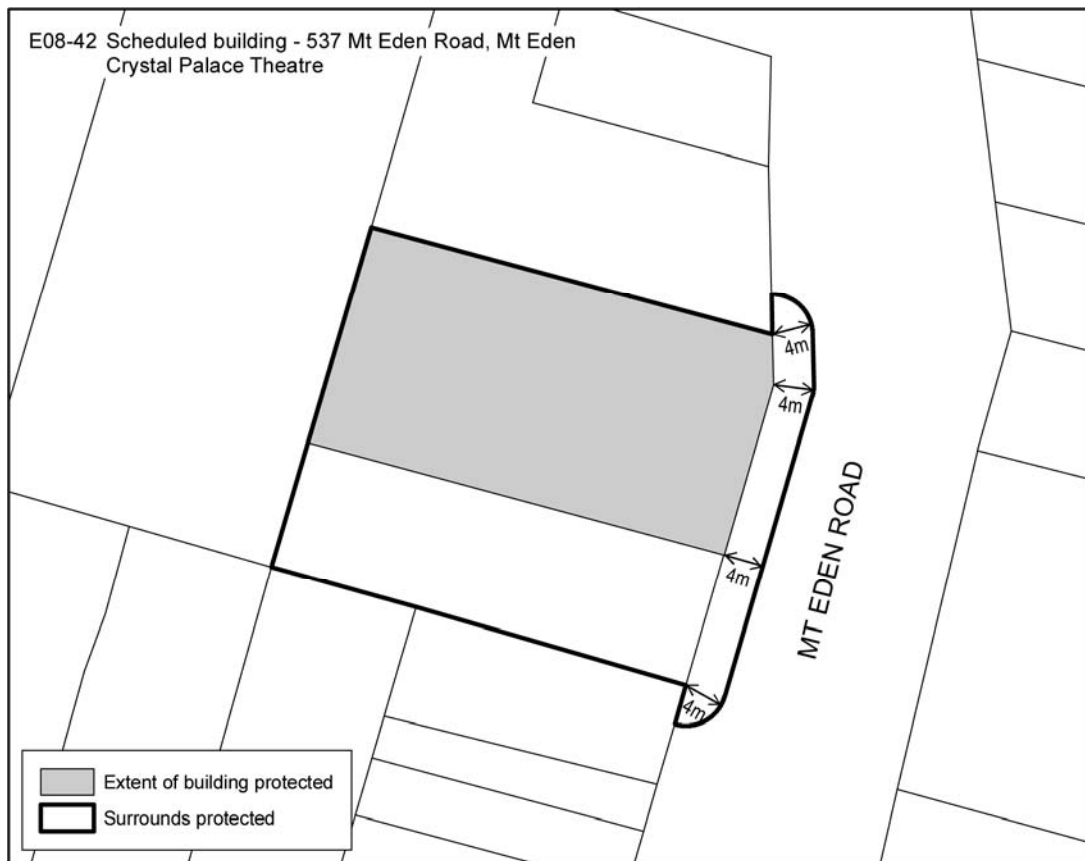 E08-42 Scheduled building - 537 Mt Eden Road, Mt Eden
Crystal Palace Theatre
4m
4m
MT EDEN ROAD
4m
4m
Extent of building protected
Surrounds protected